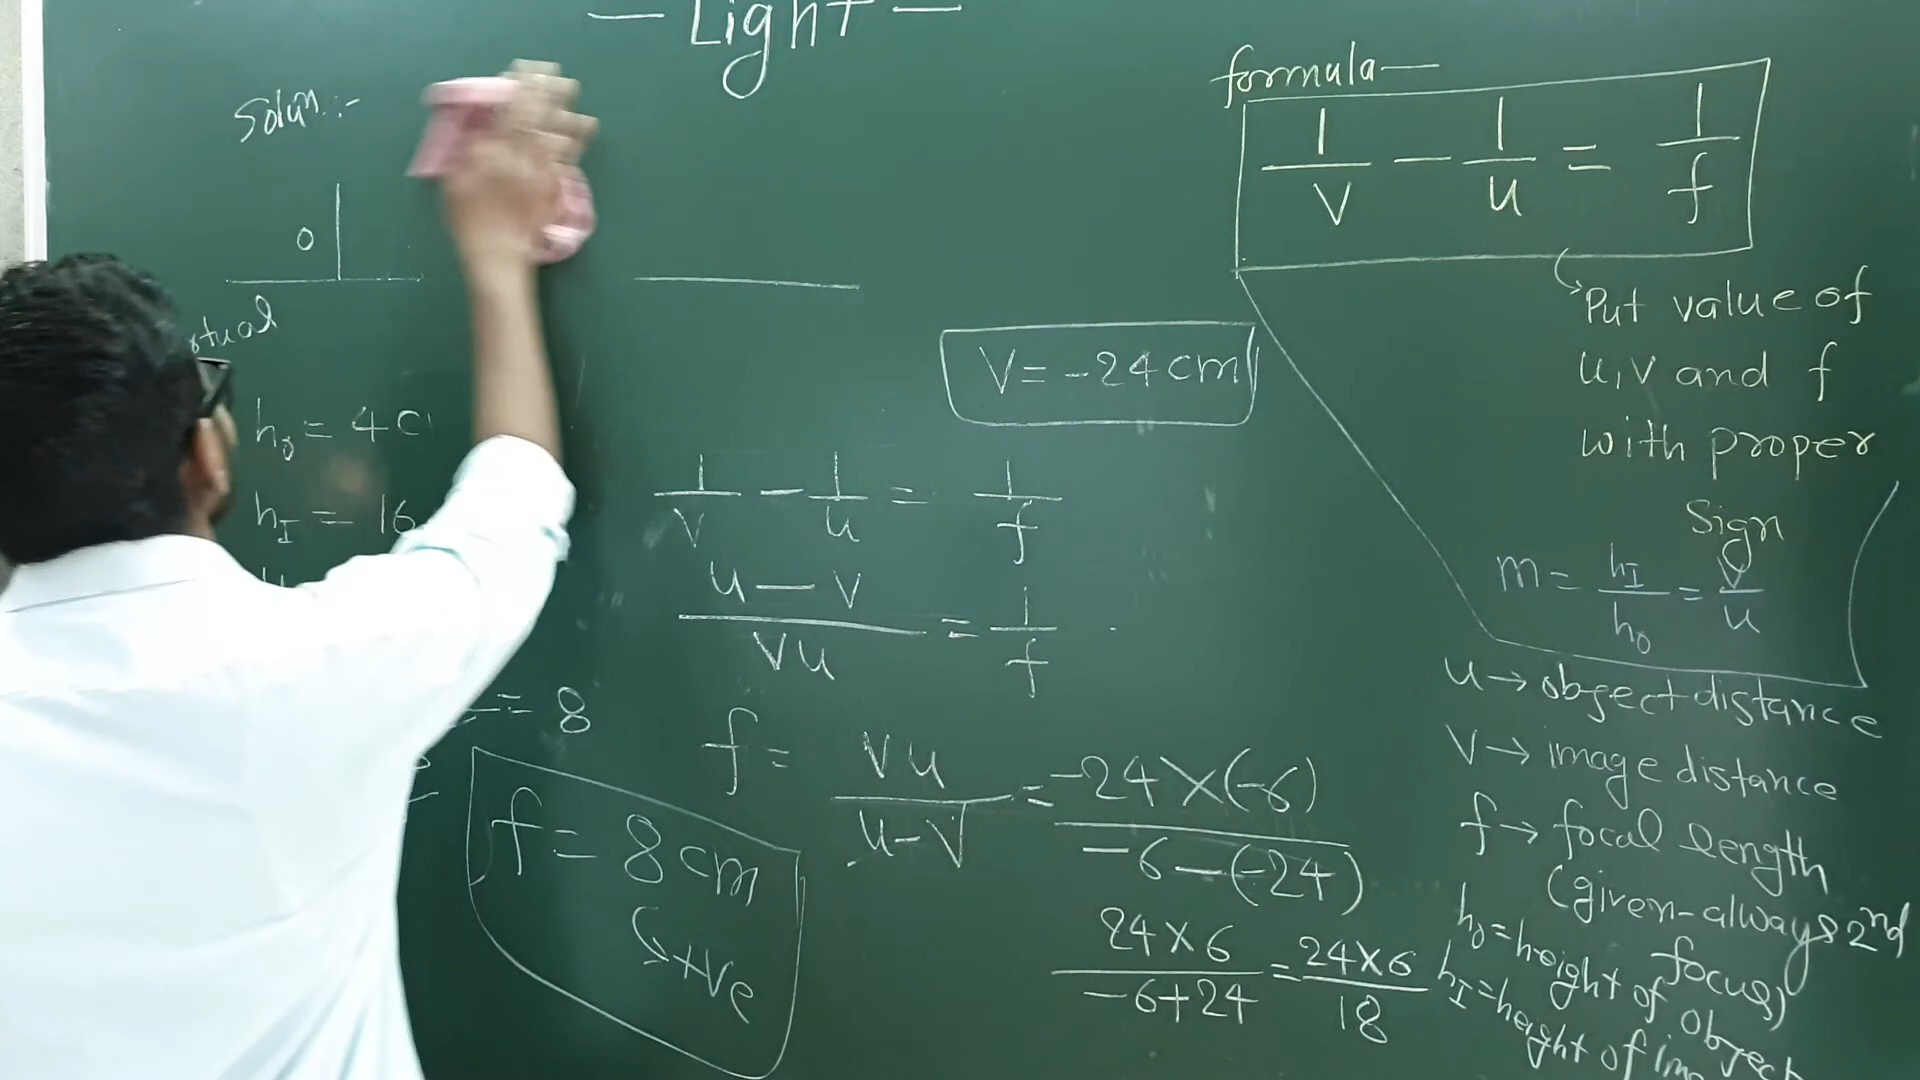 — Light —
Soluⁿ:-
O
h₀ = 4 c
h_I = 16
= 8
f = 8 cm
↳ +ve
V = -24 cm
1/v - 1/u = 1/f
u - v / vu = 1/f
f = vu / u-v = -24 × (-6) / -6 - (-24)
24 × 6 / -6+24 = 24 × 6 / 18
formula —
1/v - 1/u = 1/f
↳ Put value of
u, v and f
with proper
Sign
m = h_I / h₀ = v / u
u → object distance
v → image distance
f → focal length
(given-always 2nd
focus)
h₀ = height of object
h_I = height of